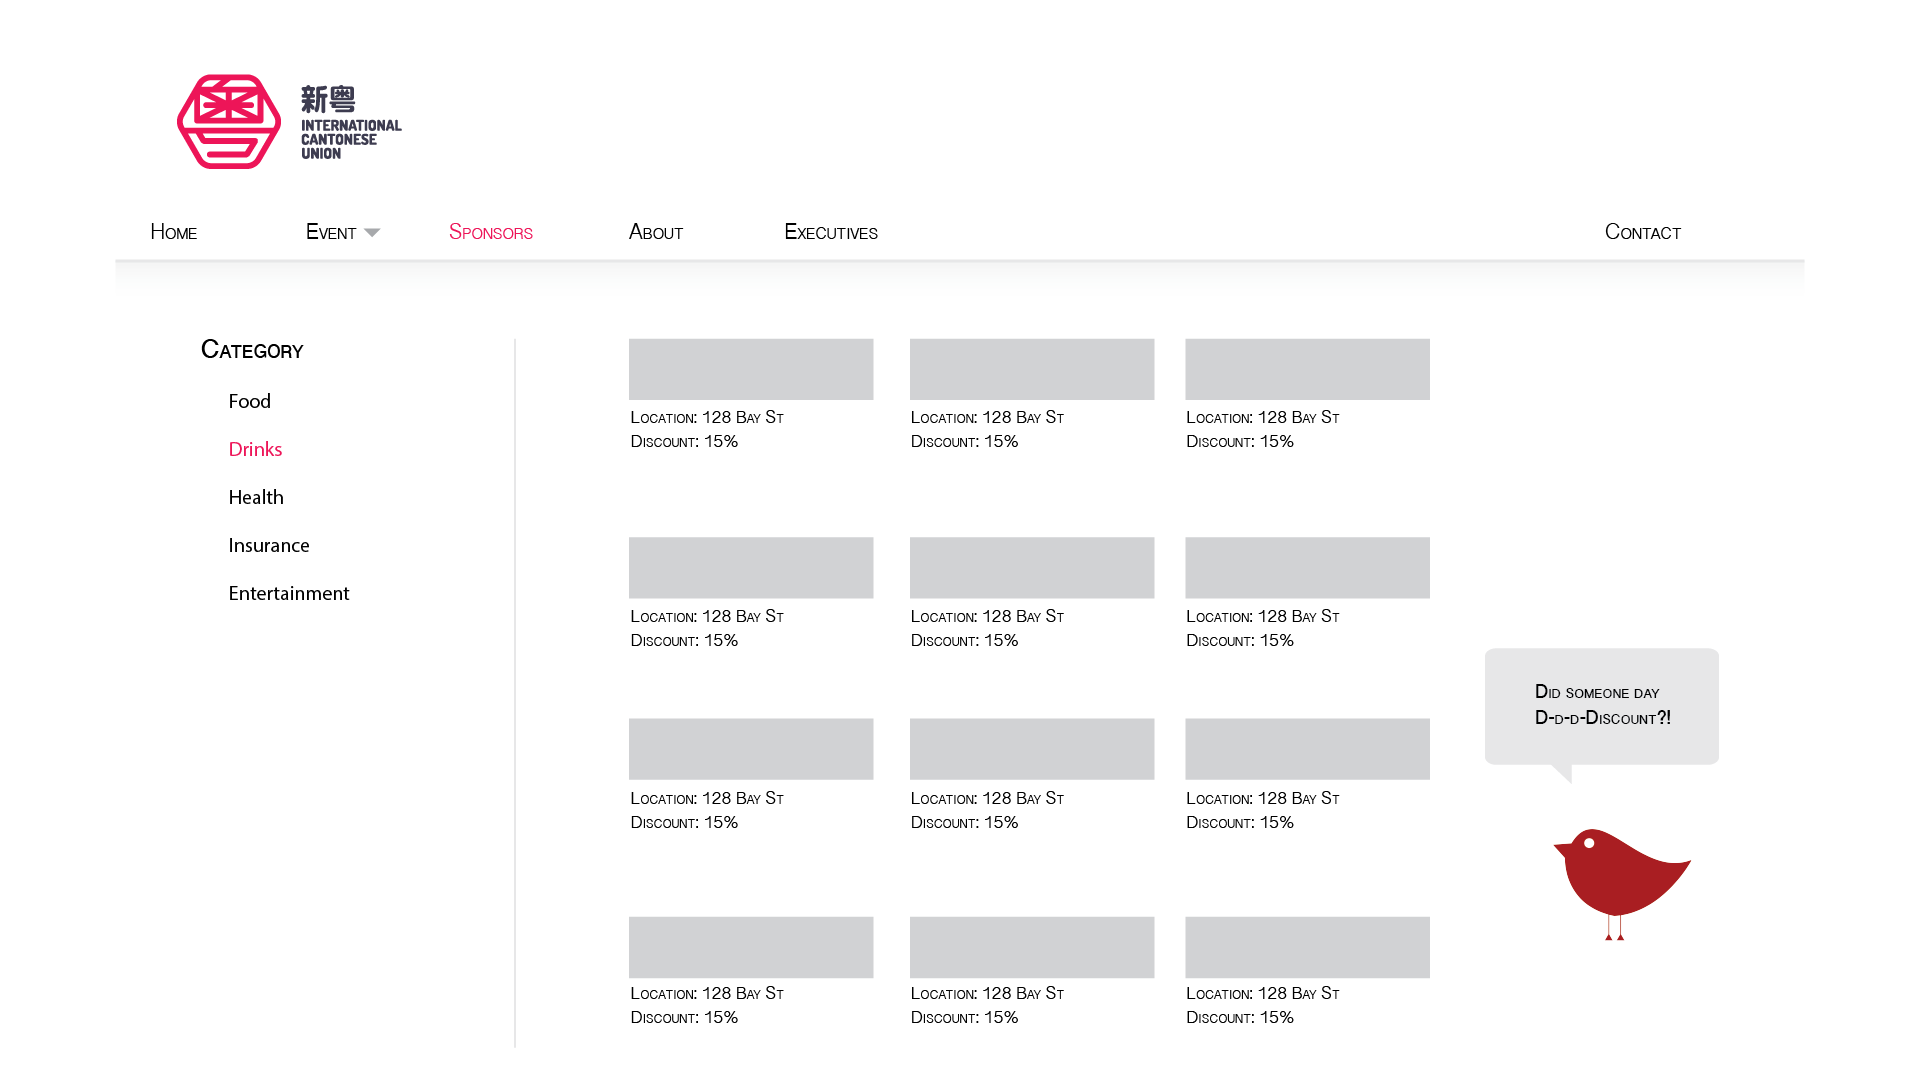 新粤
INTERNATIONAL
CANTONESE
UNION
Home
Event
Sponsors
About
Executives
Contact
Category
Food
Drinks
Health
Insurance
Entertainment
Location: 128 Bay St
Discount: 15%
Location: 128 Bay St
Discount: 15%
Location: 128 Bay St
Discount: 15%
Location: 128 Bay St
Discount: 15%
Location: 128 Bay St
Discount: 15%
Location: 128 Bay St
Discount: 15%
Location: 128 Bay St
Discount: 15%
Location: 128 Bay St
Discount: 15%
Location: 128 Bay St
Discount: 15%
Location: 128 Bay St
Discount: 15%
Location: 128 Bay St
Discount: 15%
Location: 128 Bay St
Discount: 15%
Did someone day
D-d-d-Discount?!